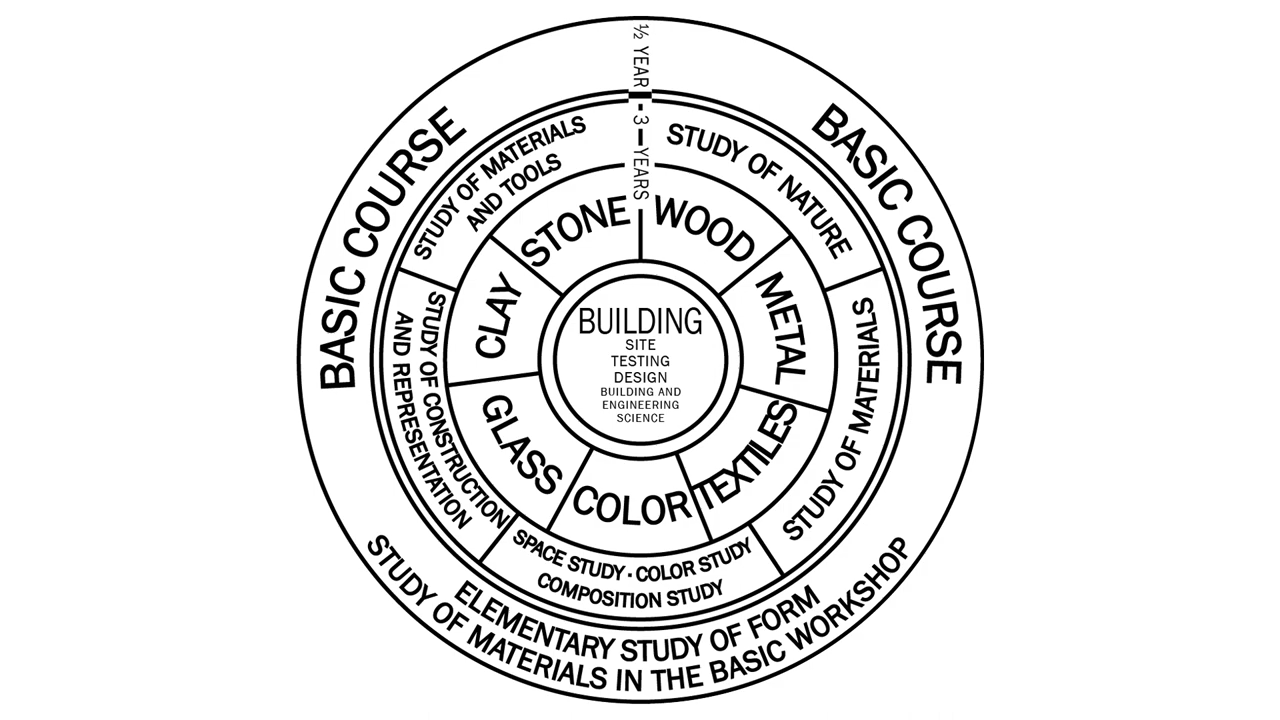 ½ YEAR
3 YEARS
BASIC COURSE
BASIC COURSE
ELEMENTARY STUDY OF FORM
STUDY OF MATERIALS IN THE BASIC WORKSHOP
STUDY OF MATERIALS
AND TOOLS
STUDY OF NATURE
STUDY OF MATERIALS
SPACE STUDY · COLOR STUDY
COMPOSITION STUDY
STUDY OF CONSTRUCTION
AND REPRESENTATION
STONE
WOOD
METAL
TEXTILES
COLOR
GLASS
CLAY
BUILDING
SITE
TESTING
DESIGN
BUILDING AND
ENGINEERING
SCIENCE